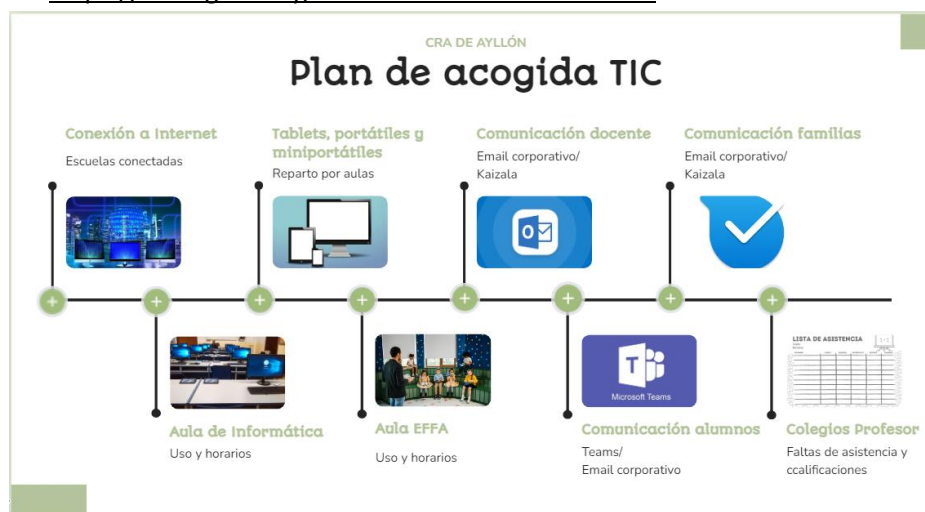 CRA DE AYLLÓN
Plan de acogida TIC
Conexión a Internet
Escuelas conectadas
Tablets, portátiles y
miniportátiles
Reparto por aulas
Comunicación docente
Email corporativo/
Kaizala
Comunicación famílias
Email corporativo/
Kaizala
Aula de Informática
Uso y horarios
Aula EFFA
Uso y horarios
Microsoft Teams
Comunicación alumnos
Teams/
Email corporativo
LISTA DE ASISTENCIA
Colegios Profesor
Faltas de asistencia y
ccalificaciones